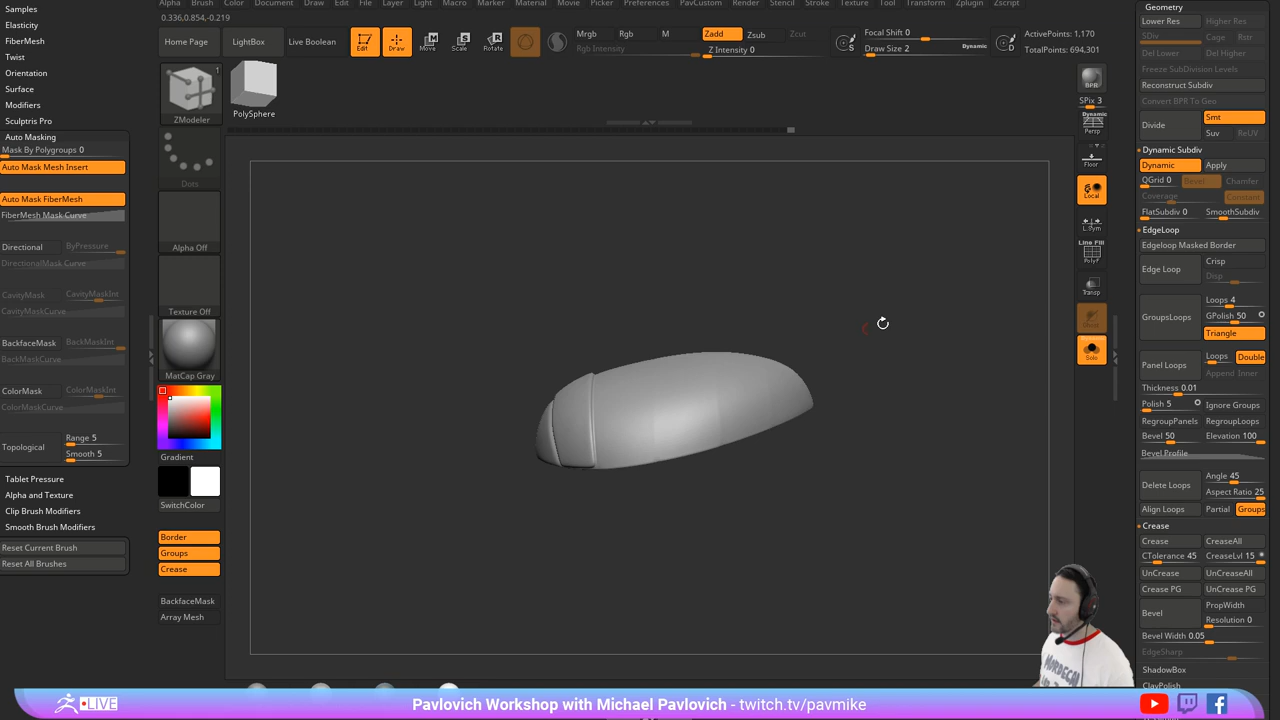 Alpha Brush Color Document Draw Edit File Layer Light Macro Marker Material Movie Picker Preferences PavCustom Render Stencil Stroke Texture Tool Transform Zplugin Zscript
0.336,0.854,-0.219
Home Page LightBox Live Boolean Edit Draw Move Scale Rotate
Mrgb Rgb M Zadd Zsub Zcut
Rgb Intensity Z Intensity 0
Focal Shift 0 ActivePoints: 1,170
Draw Size 2 Dynamic TotalPoints: 694,301
S D
Samples
Elasticity
FiberMesh
Twist
Orientation
Surface
Modifiers
Sculptris Pro
Auto Masking
Mask By Polygroups 0
Auto Mask Mesh Insert
Auto Mask FiberMesh
FiberMesh Mask Curve
Directional ByPressure
DirectionalMask Curve
CavityMask CavityMaskInt
CavityMaskCurve
BackfaceMask BackMaskInt
BackMaskCurve
ColorMask ColorMaskInt
ColorMaskCurve
Topological Range 5
Smooth 5
Tablet Pressure
Alpha and Texture
Clip Brush Modifiers
Smooth Brush Modifiers
Reset Current Brush
Reset All Brushes
1
ZModeler
PolySphere
Dots
Alpha Off
Texture Off
MatCap Gray
Gradient
SwitchColor
Border
Groups
Crease
BackfaceMask
Array Mesh
BPR
SPix 3
Dynamic
Persp
Floor
Local
L.Sym
Line Fill
PolyF
Transp
Ghost
Solo
Geometry
Lower Res Higher Res
SDiv Cage Rstr
Del Lower Del Higher
Freeze SubDivision Levels
Reconstruct Subdiv
Convert BPR To Geo
Divide Smt
Suv ReUV
Dynamic Subdiv
Dynamic Apply
QGrid 0 Bevel Chamfer
Coverage Constant
FlatSubdiv 0 SmoothSubdiv
EdgeLoop
Edgeloop Masked Border
Edge Loop Crisp
Disp
GroupsLoops Loops 4
GPolish 50
Triangle
Panel Loops Loops Double
Append Inner
Thickness 0.01
Polish 5 Ignore Groups
RegroupPanels RegroupLoops
Bevel 50 Elevation 100
Bevel Profile
Delete Loops Angle 45
Aspect Ratio 25
Align Loops Partial Groups
Crease
Crease CreaseAll
CTolerance 45 CreaseLvl 15
UnCrease UnCreaseAll
Crease PG UnCrease PG
Bevel PropWidth
Resolution 0
Bevel Width 0.05
EdgeSharp
ShadowBox
ClayPolish
LIVE
Pavlovich Workshop with Michael Pavlovich - twitch.tv/pavmike